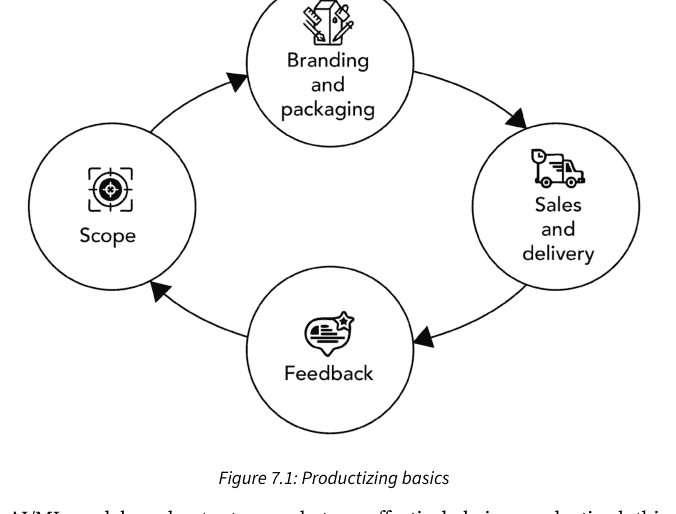 Branding
and
packaging
Sales
and
delivery
Scope
Feedback
Figure 7.1: Productizing basics